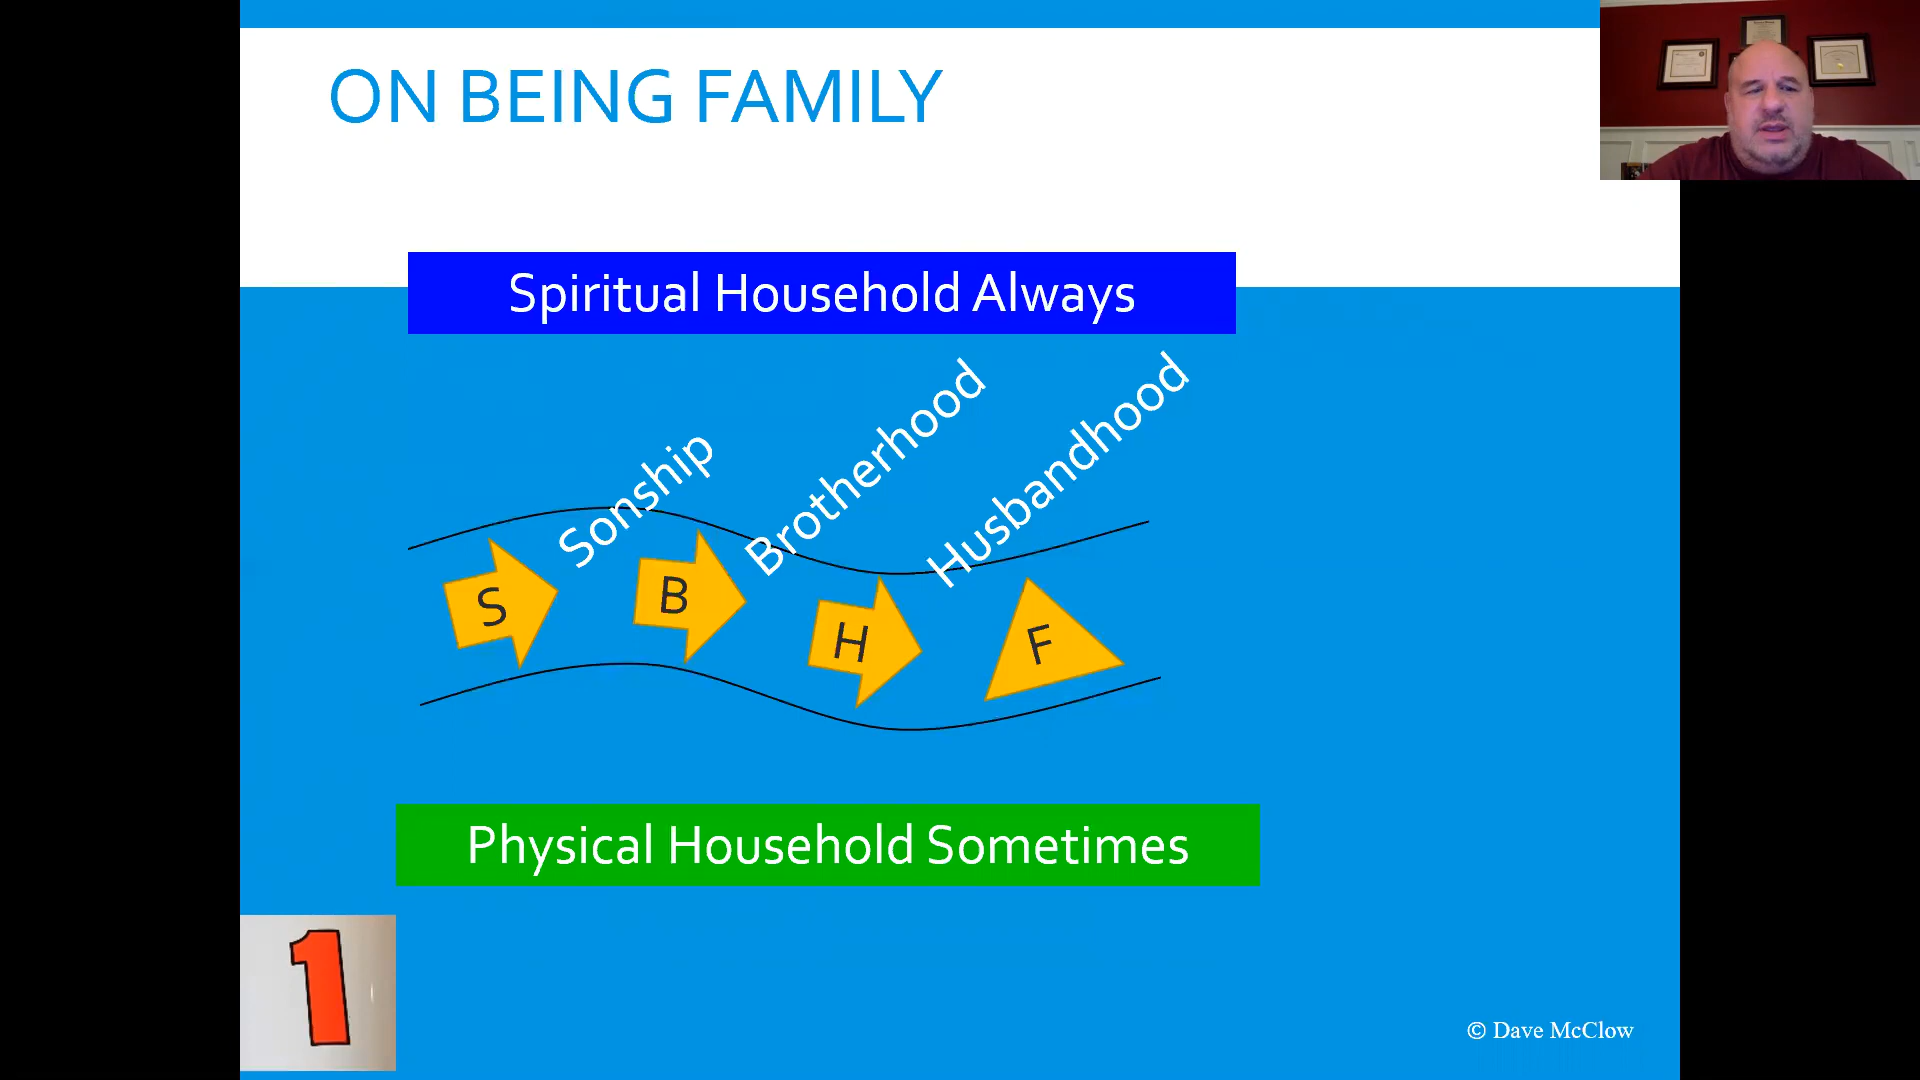 ON BEING FAMILY
Spiritual Household Always
Sonship
Brotherhood
Husbandhood
S
B
H
F
Physical Household Sometimes
1
© Dave McClow